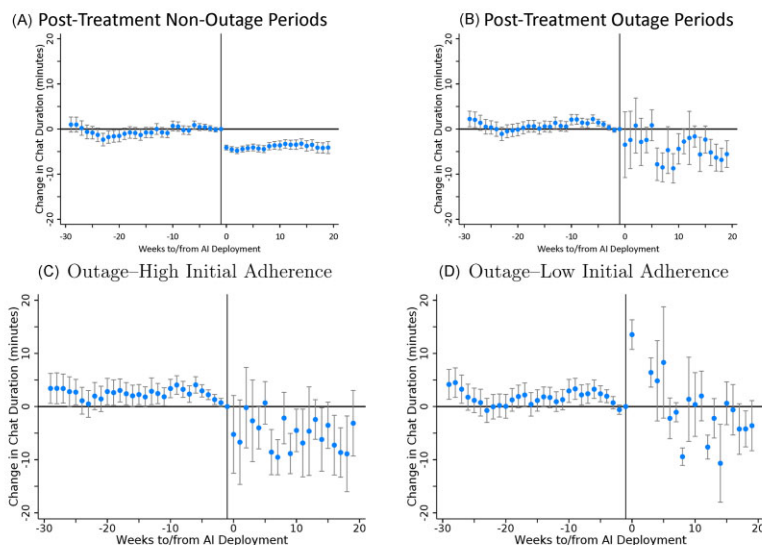 (A) Post-Treatment Non-Outage Periods
Change in Chat Duration (minutes)
20
10
0
-10
-20
-30 -20 -10 0 10 20
Weeks to/from AI Deployment
(B) Post-Treatment Outage Periods
Change in Chat Duration (minutes)
20
10
0
-10
-20
-30 -20 -10 0 10 20
Weeks to/from AI Deployment
(C) Outage–High Initial Adherence
Change in Chat Duration (minutes)
20
10
0
-10
-20
-30 -20 -10 0 10 20
Weeks to/from AI Deployment
(D) Outage–Low Initial Adherence
Change in Chat Duration (minutes)
20
10
0
-10
-20
-30 -20 -10 0 10 20
Weeks to/from AI Deployment